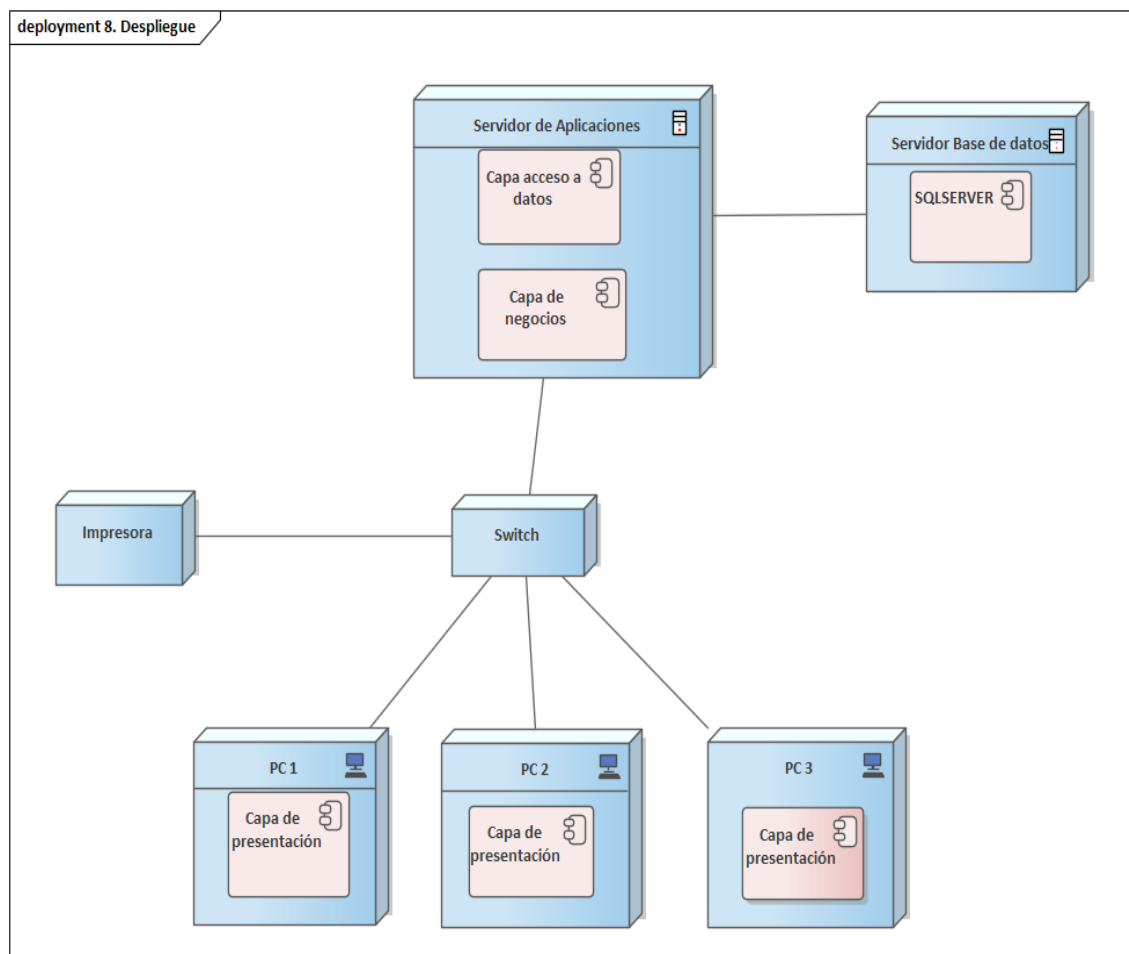 deployment 8. Despliegue
Servidor de Aplicaciones
Capa acceso a
datos
Capa de
negocios
Servidor Base de datos
SQLSERVER
Impresora
Switch
PC 1
Capa de
presentación
PC 2
Capa de
presentación
PC 3
Capa de
presentación